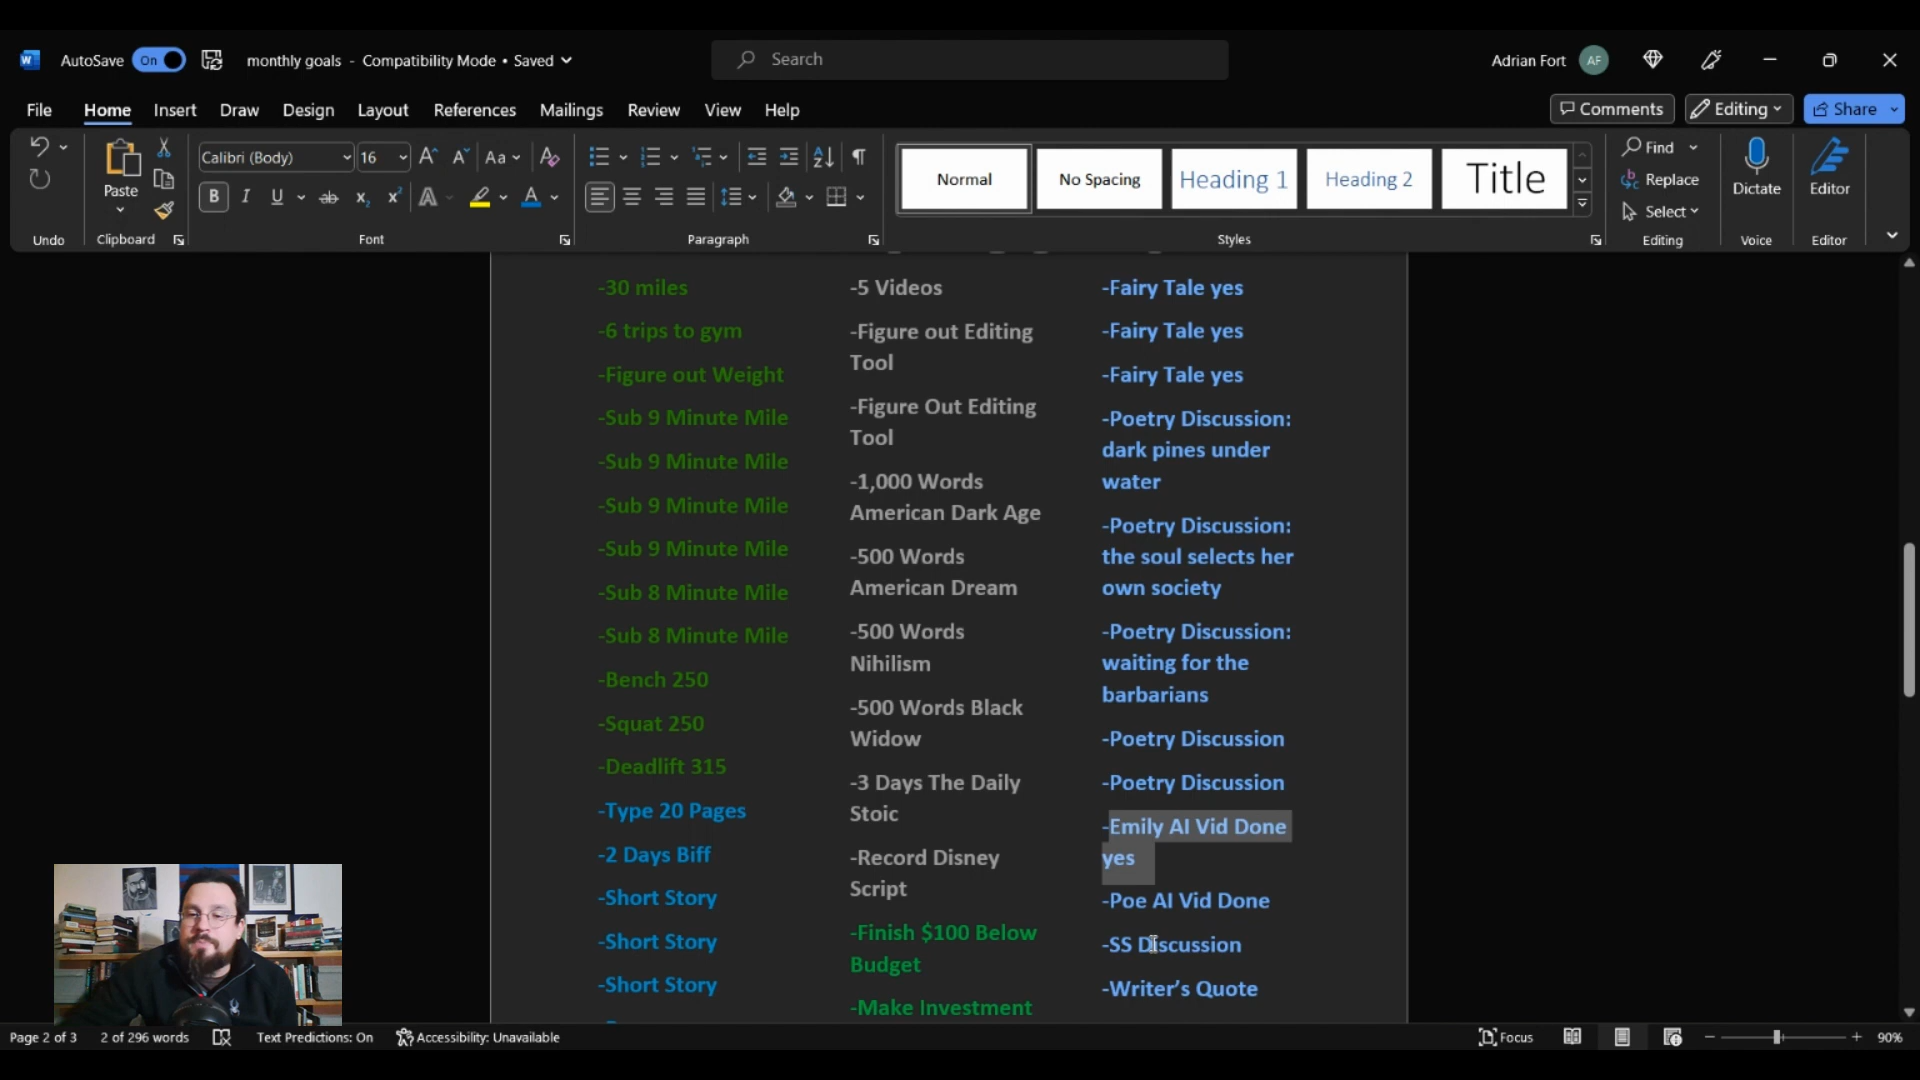 AutoSave On monthly goals - Compatibility Mode • Saved Search Adrian Fort AF
File Home Insert Draw Design Layout References Mailings Review View Help Comments Editing Share
Paste Calibri (Body) 16 Aa Normal No Spacing Heading 1 Heading 2 Title Find Replace Select Dictate Editor
Undo Clipboard Font Paragraph Styles Editing Voice Editor
-30 miles
-6 trips to gym
-Figure out Weight
-Sub 9 Minute Mile
-Sub 9 Minute Mile
-Sub 9 Minute Mile
-Sub 9 Minute Mile
-Sub 8 Minute Mile
-Sub 8 Minute Mile
-Bench 250
-Squat 250
-Deadlift 315
-Type 20 Pages
-2 Days Biff
-Short Story
-Short Story
-Short Story
-5 Videos
-Figure out Editing
Tool
-Figure Out Editing
Tool
-1,000 Words
American Dark Age
-500 Words
American Dream
-500 Words
Nihilism
-500 Words Black
Widow
-3 Days The Daily
Stoic
-Record Disney
Script
-Finish $100 Below
Budget
-Make Investment
-Fairy Tale yes
-Fairy Tale yes
-Fairy Tale yes
-Poetry Discussion:
dark pines under
water
-Poetry Discussion:
the soul selects her
own society
-Poetry Discussion:
waiting for the
barbarians
-Poetry Discussion
-Poetry Discussion
-Emily AI Vid Done
yes
-Poe AI Vid Done
-SS Discussion
-Writer's Quote
Page 2 of 3 2 of 296 words Text Predictions: On Accessibility: Unavailable Focus 90%